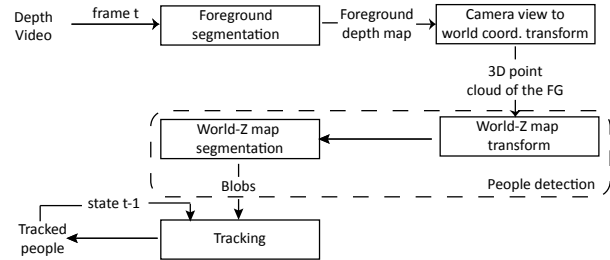 Depth
Video
frame t
Foreground
segmentation
Foreground
depth map
Camera view to
world coord. transform
3D point
cloud of the FG
World-Z map
segmentation
World-Z map
transform
Blobs
People detection
state t-1
Tracked
people
Tracking